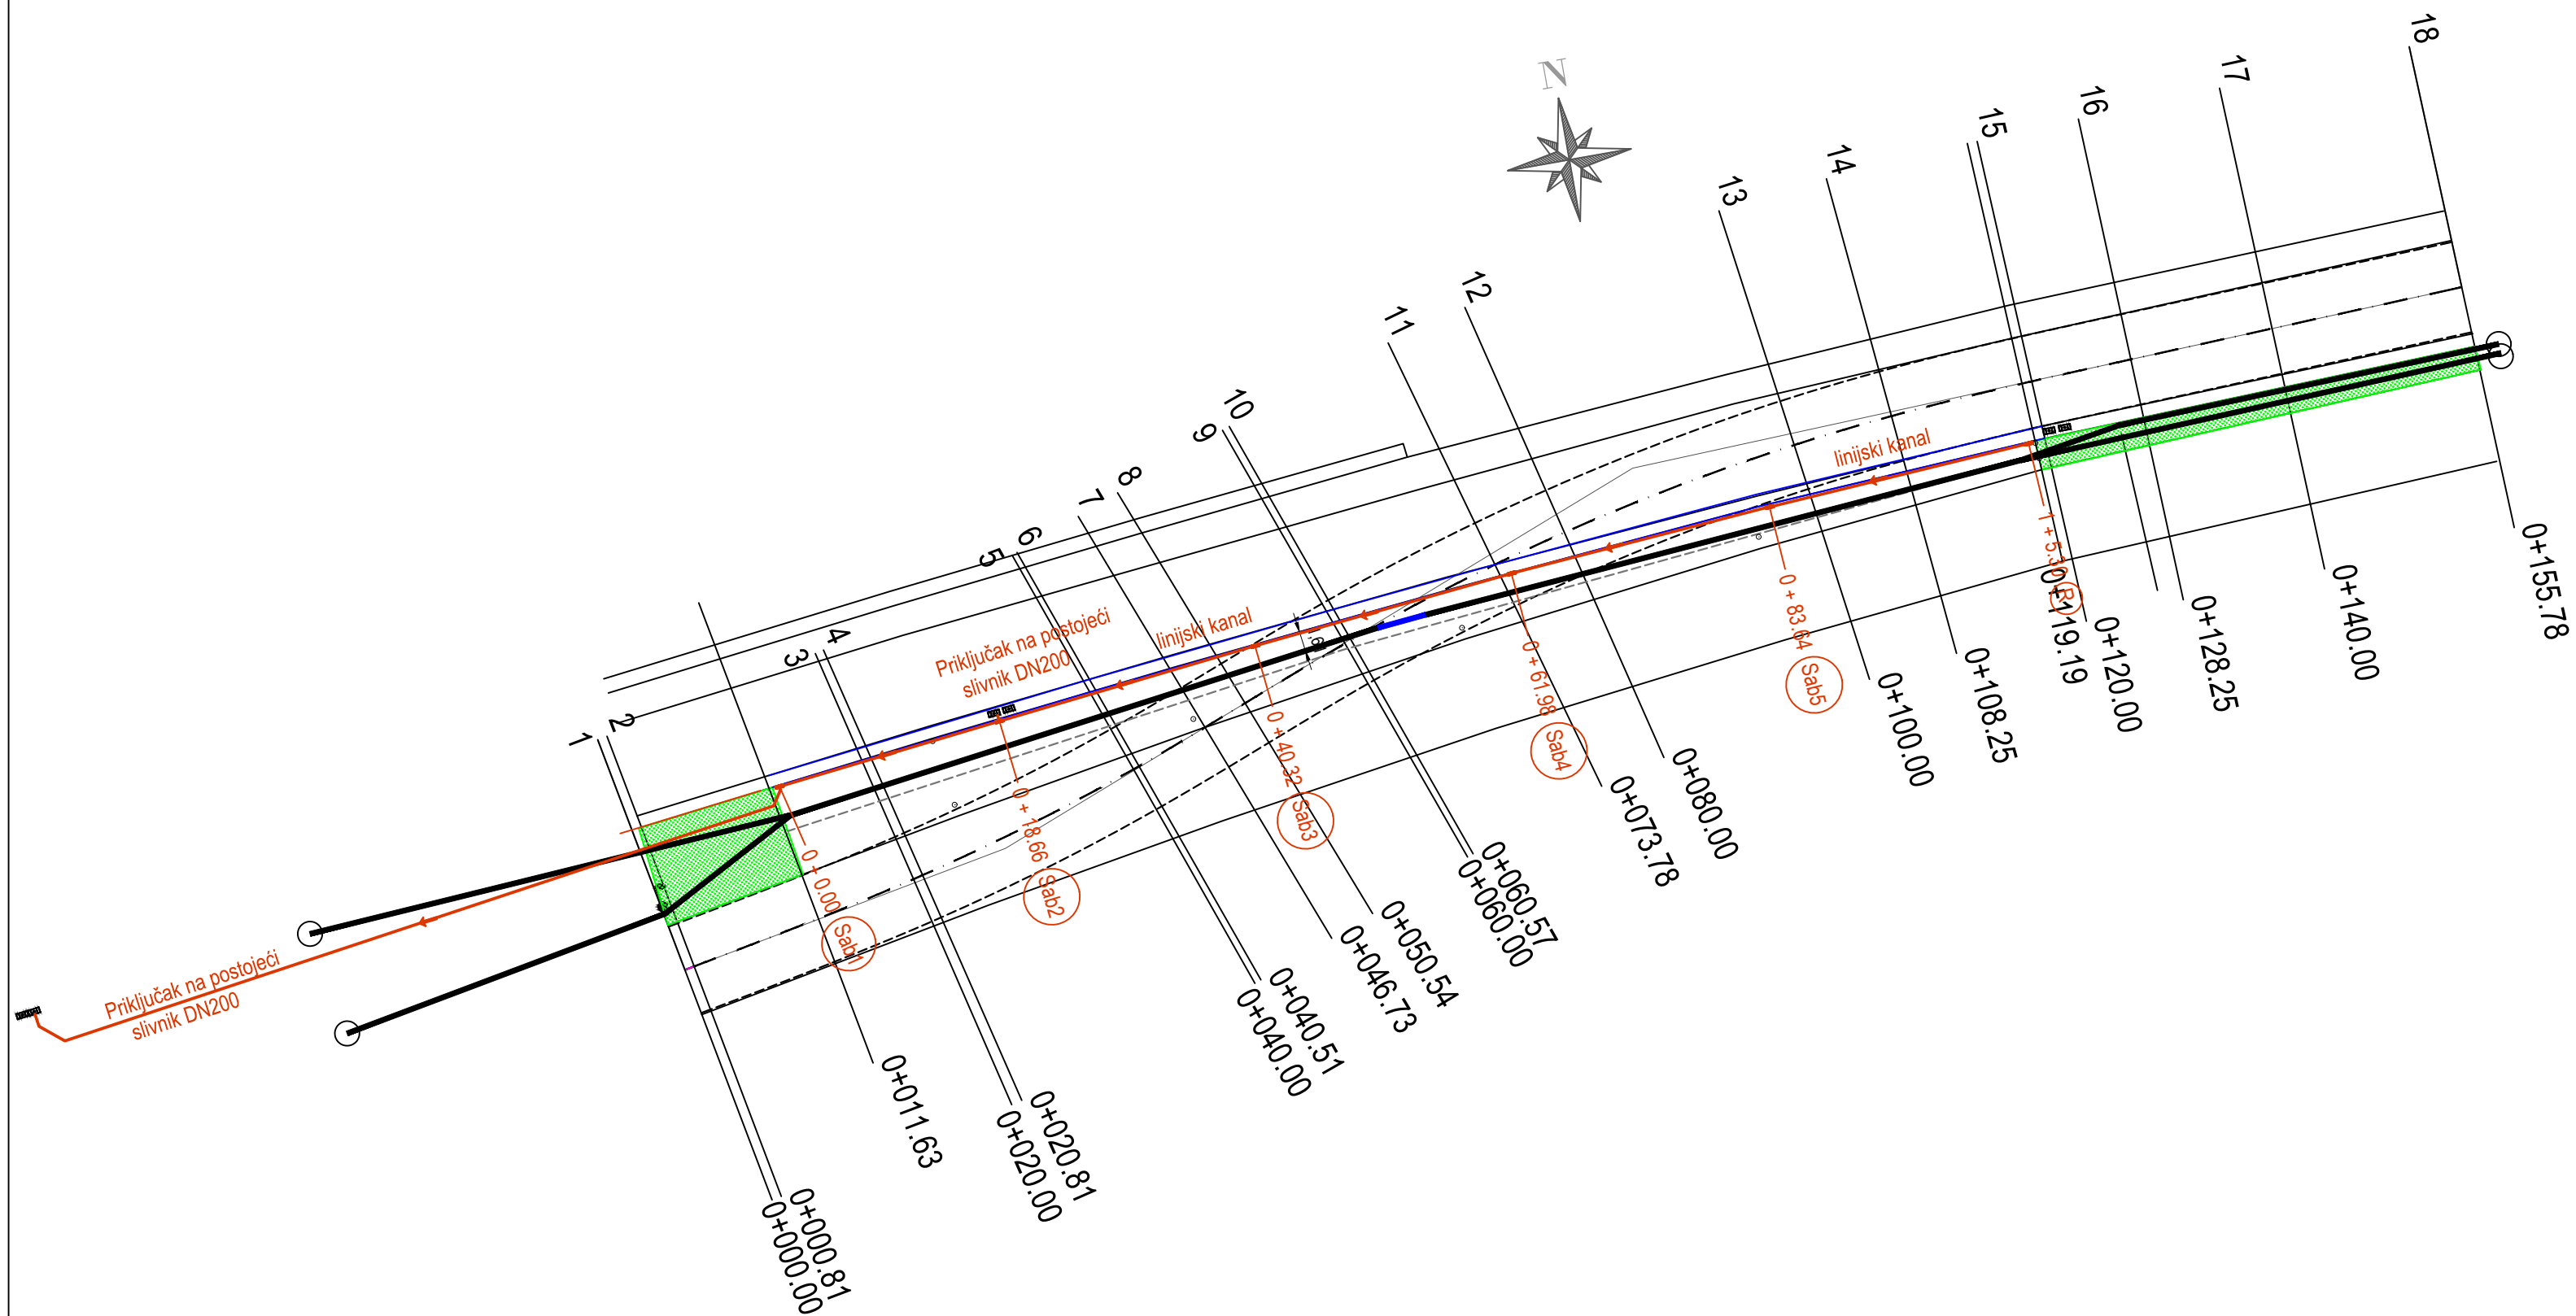 N
1
2
3
4
5
6
7
8
9
10
11
12
13
14
15
16
17
18
linijski kanal
linijski kanal
Priključak na postojeći
slivnik DN200
Priključak na postojeći
slivnik DN200
0 + 0.00
Sab1
0 + 18.66
Sab2
0 + 40.32
Sab3
0 + 61.98
Sab4
0 + 83.64
Sab5
1 + 5.30
R
0+000.00
0+000.81
0+011.63
0+020.00
0+020.81
0+040.00
0+040.51
0+046.73
0+050.54
0+060.00
0+060.57
0+073.78
0+080.00
0+100.00
0+108.25
0+119.19
0+120.00
0+128.25
0+140.00
0+155.78